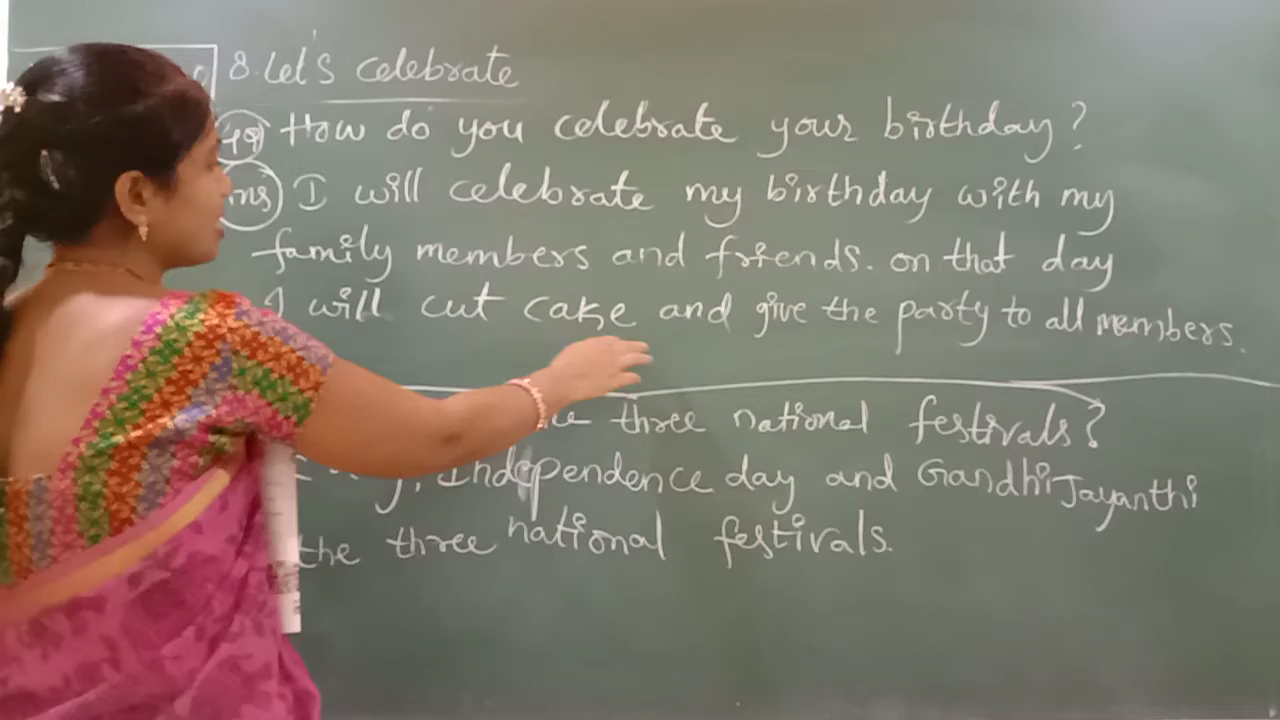 8. Let's celebrate
How do you celebrate your birthday?
I will celebrate my birthday with my
family members and friends. on that day
I will cut cake and give the party to all members.
three national festivals?
Independence day and Gandhi Jayanthi
the three national festivals.